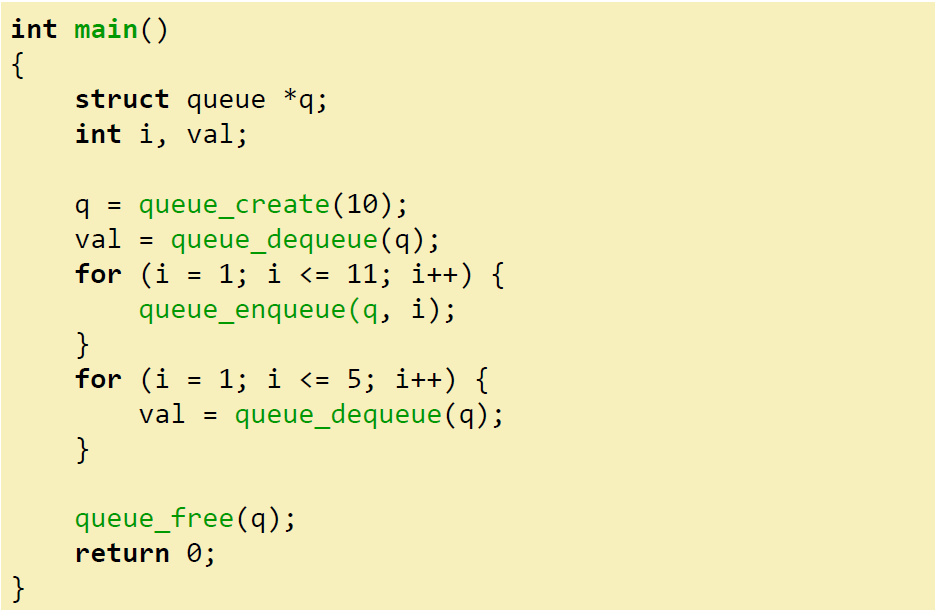 int main()
{
    struct queue *q;
    int i, val;

    q = queue_create(10);
    val = queue_dequeue(q);
    for (i = 1; i <= 11; i++) {
        queue_enqueue(q, i);
    }
    for (i = 1; i <= 5; i++) {
        val = queue_dequeue(q);
    }

    queue_free(q);
    return 0;
}